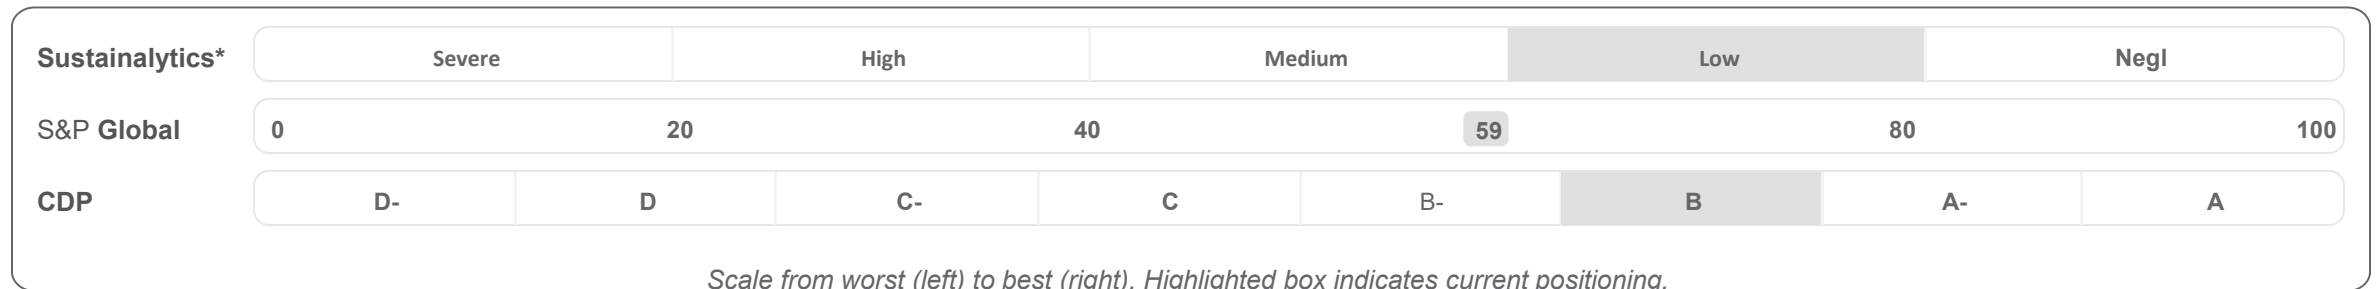 Sustainalytics* Severe High Medium Low Negl
S&P Global 0 20 40 59 80 100
CDP D- D C- C B- B A- A
Scale from worst (left) to best (right). Highlighted box indicates current positioning.